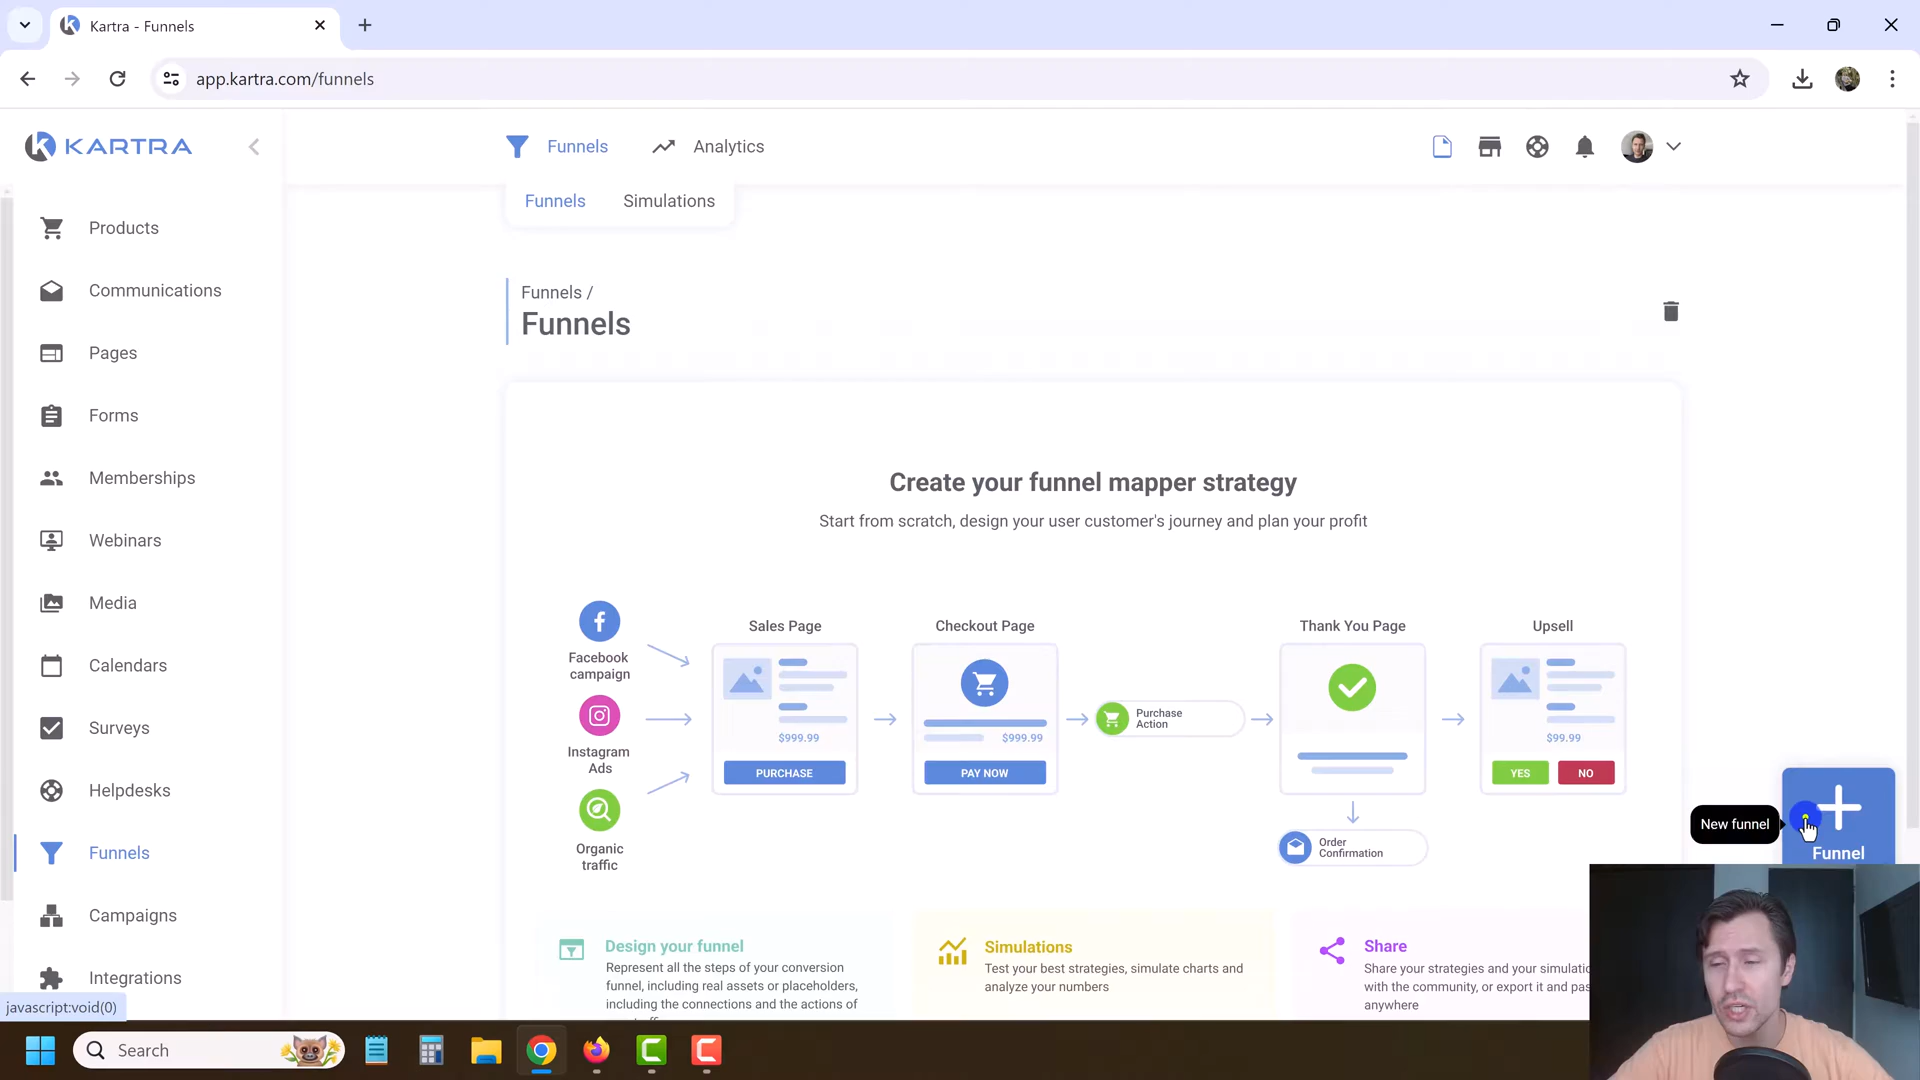 Kartra - Funnels
app.kartra.com/funnels
KARTRA
Funnels
Analytics
Funnels
Simulations
Products
Communications
Pages
Forms
Memberships
Webinars
Media
Calendars
Surveys
Helpdesks
Funnels
Campaigns
Integrations
Funnels /
Funnels
Create your funnel mapper strategy
Start from scratch, design your user customer's journey and plan your profit
Facebook
campaign
Instagram
Ads
Organic
traffic
Sales Page
$999.99
PURCHASE
Checkout Page
$999.99
PAY NOW
Purchase
Action
Thank You Page
Order
Confirmation
Upsell
$99.99
YES
NO
New funnel
Funnel
Design your funnel
Represent all the steps of your conversion
funnel, including real assets or placeholders,
including the connections and the actions of
Simulations
Test your best strategies, simulate charts and
analyze your numbers
Share
Share your strategies and your
with the community, or export it and
anywhere
javascript:void(0)
Search